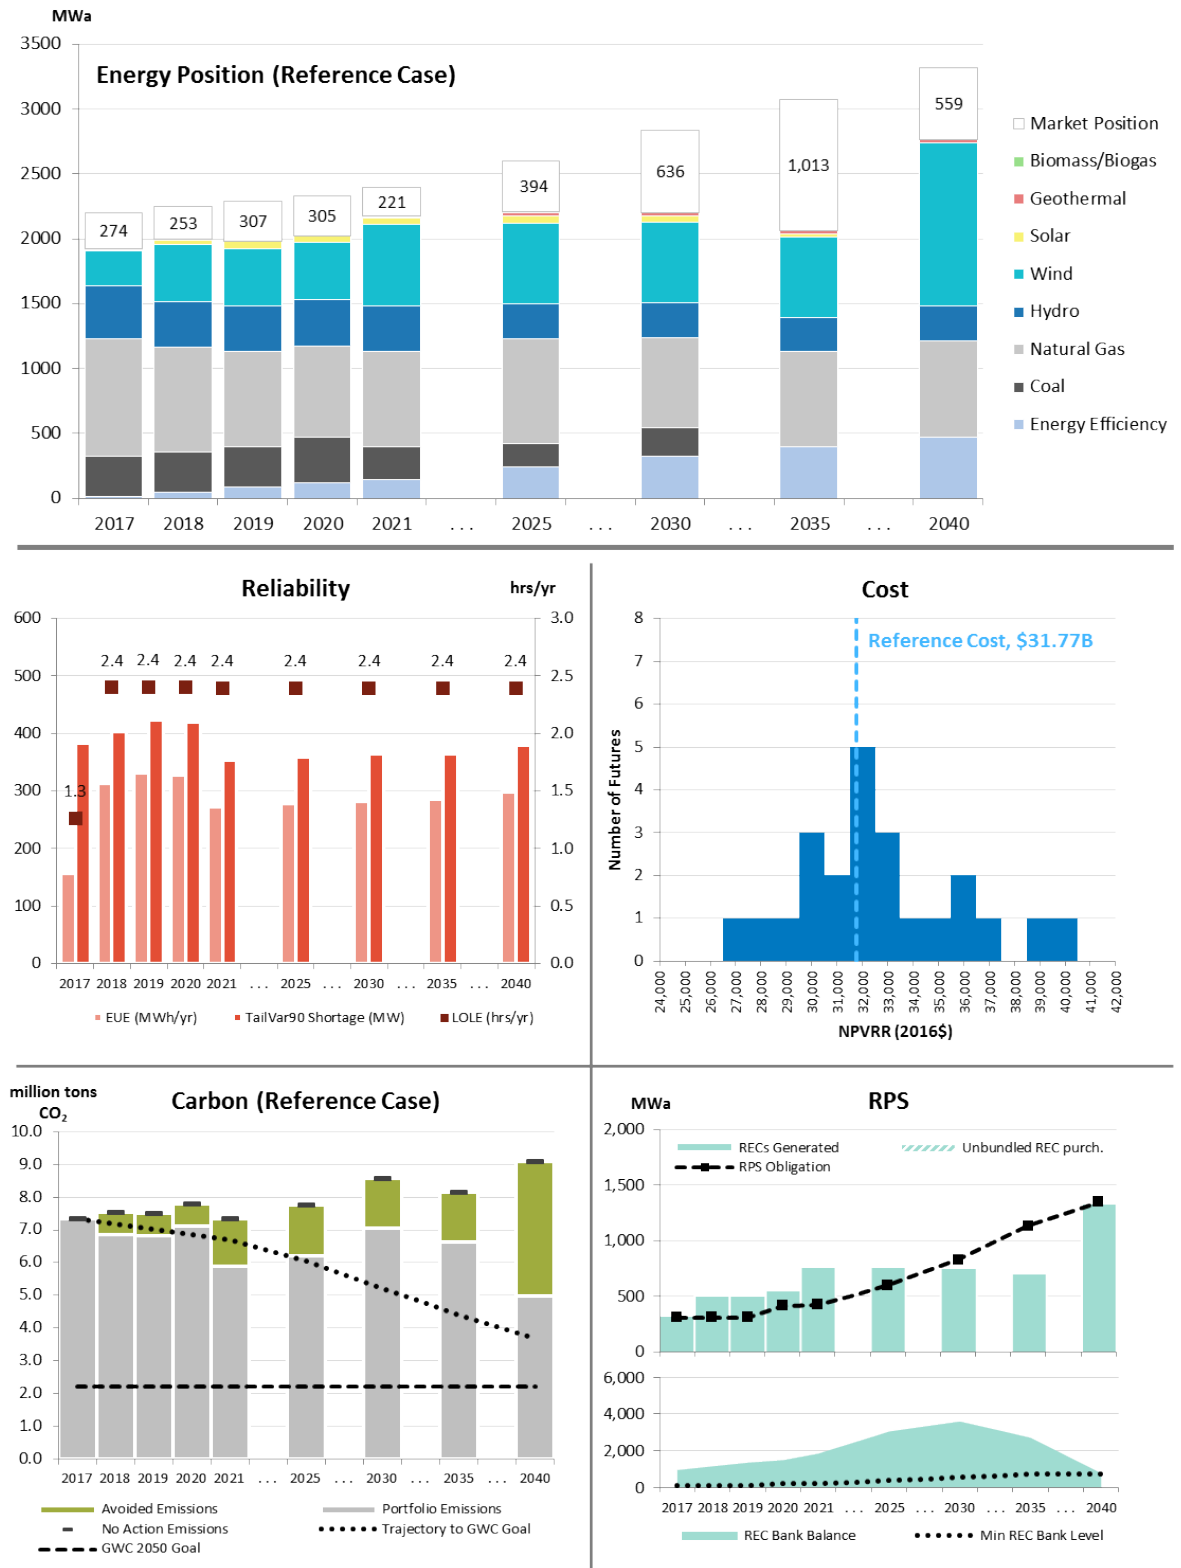 MWa
Energy Position (Reference Case)
3500
3000
2500
2000
1500
1000
500
0
274
253
307
305
221
394
636
1,013
559
2017 2018 2019 2020 2021 ... 2025 ... 2030 ... 2035 ... 2040
Market Position
Biomass/Biogas
Geothermal
Solar
Wind
Hydro
Natural Gas
Coal
Energy Efficiency
Reliability
hrs/yr
600
500
400
300
200
100
0
3.0
2.5
2.0
1.5
1.0
0.5
0.0
1.3
2.4 2.4 2.4 2.4 2.4 2.4 2.4 2.4
2017 2018 2019 2020 2021 ... 2025 ... 2030 ... 2035 ... 2040
EUE (MWh/yr) TailVar90 Shortage (MW) LOLE (hrs/yr)
Cost
Reference Cost, $31.77B
Number of Futures
8
7
6
5
4
3
2
1
0
24,000
25,000
26,000
27,000
28,000
29,000
30,000
31,000
32,000
33,000
34,000
35,000
36,000
37,000
38,000
39,000
40,000
41,000
42,000
NPVRR (2016$)
million tons
CO2
Carbon (Reference Case)
10.0
9.0
8.0
7.0
6.0
5.0
4.0
3.0
2.0
1.0
0.0
2017 2018 2019 2020 2021 ... 2025 ... 2030 ... 2035 ... 2040
Avoided Emissions Portfolio Emissions
No Action Emissions Trajectory to GWC Goal
GWC 2050 Goal
MWa
RPS
RECs Generated Unbundled REC purch.
RPS Obligation
2,000
1,500
1,000
500
0
6,000
4,000
2,000
0
2017 2018 2019 2020 2021 ... 2025 ... 2030 ... 2035 ... 2040
REC Bank Balance Min REC Bank Level